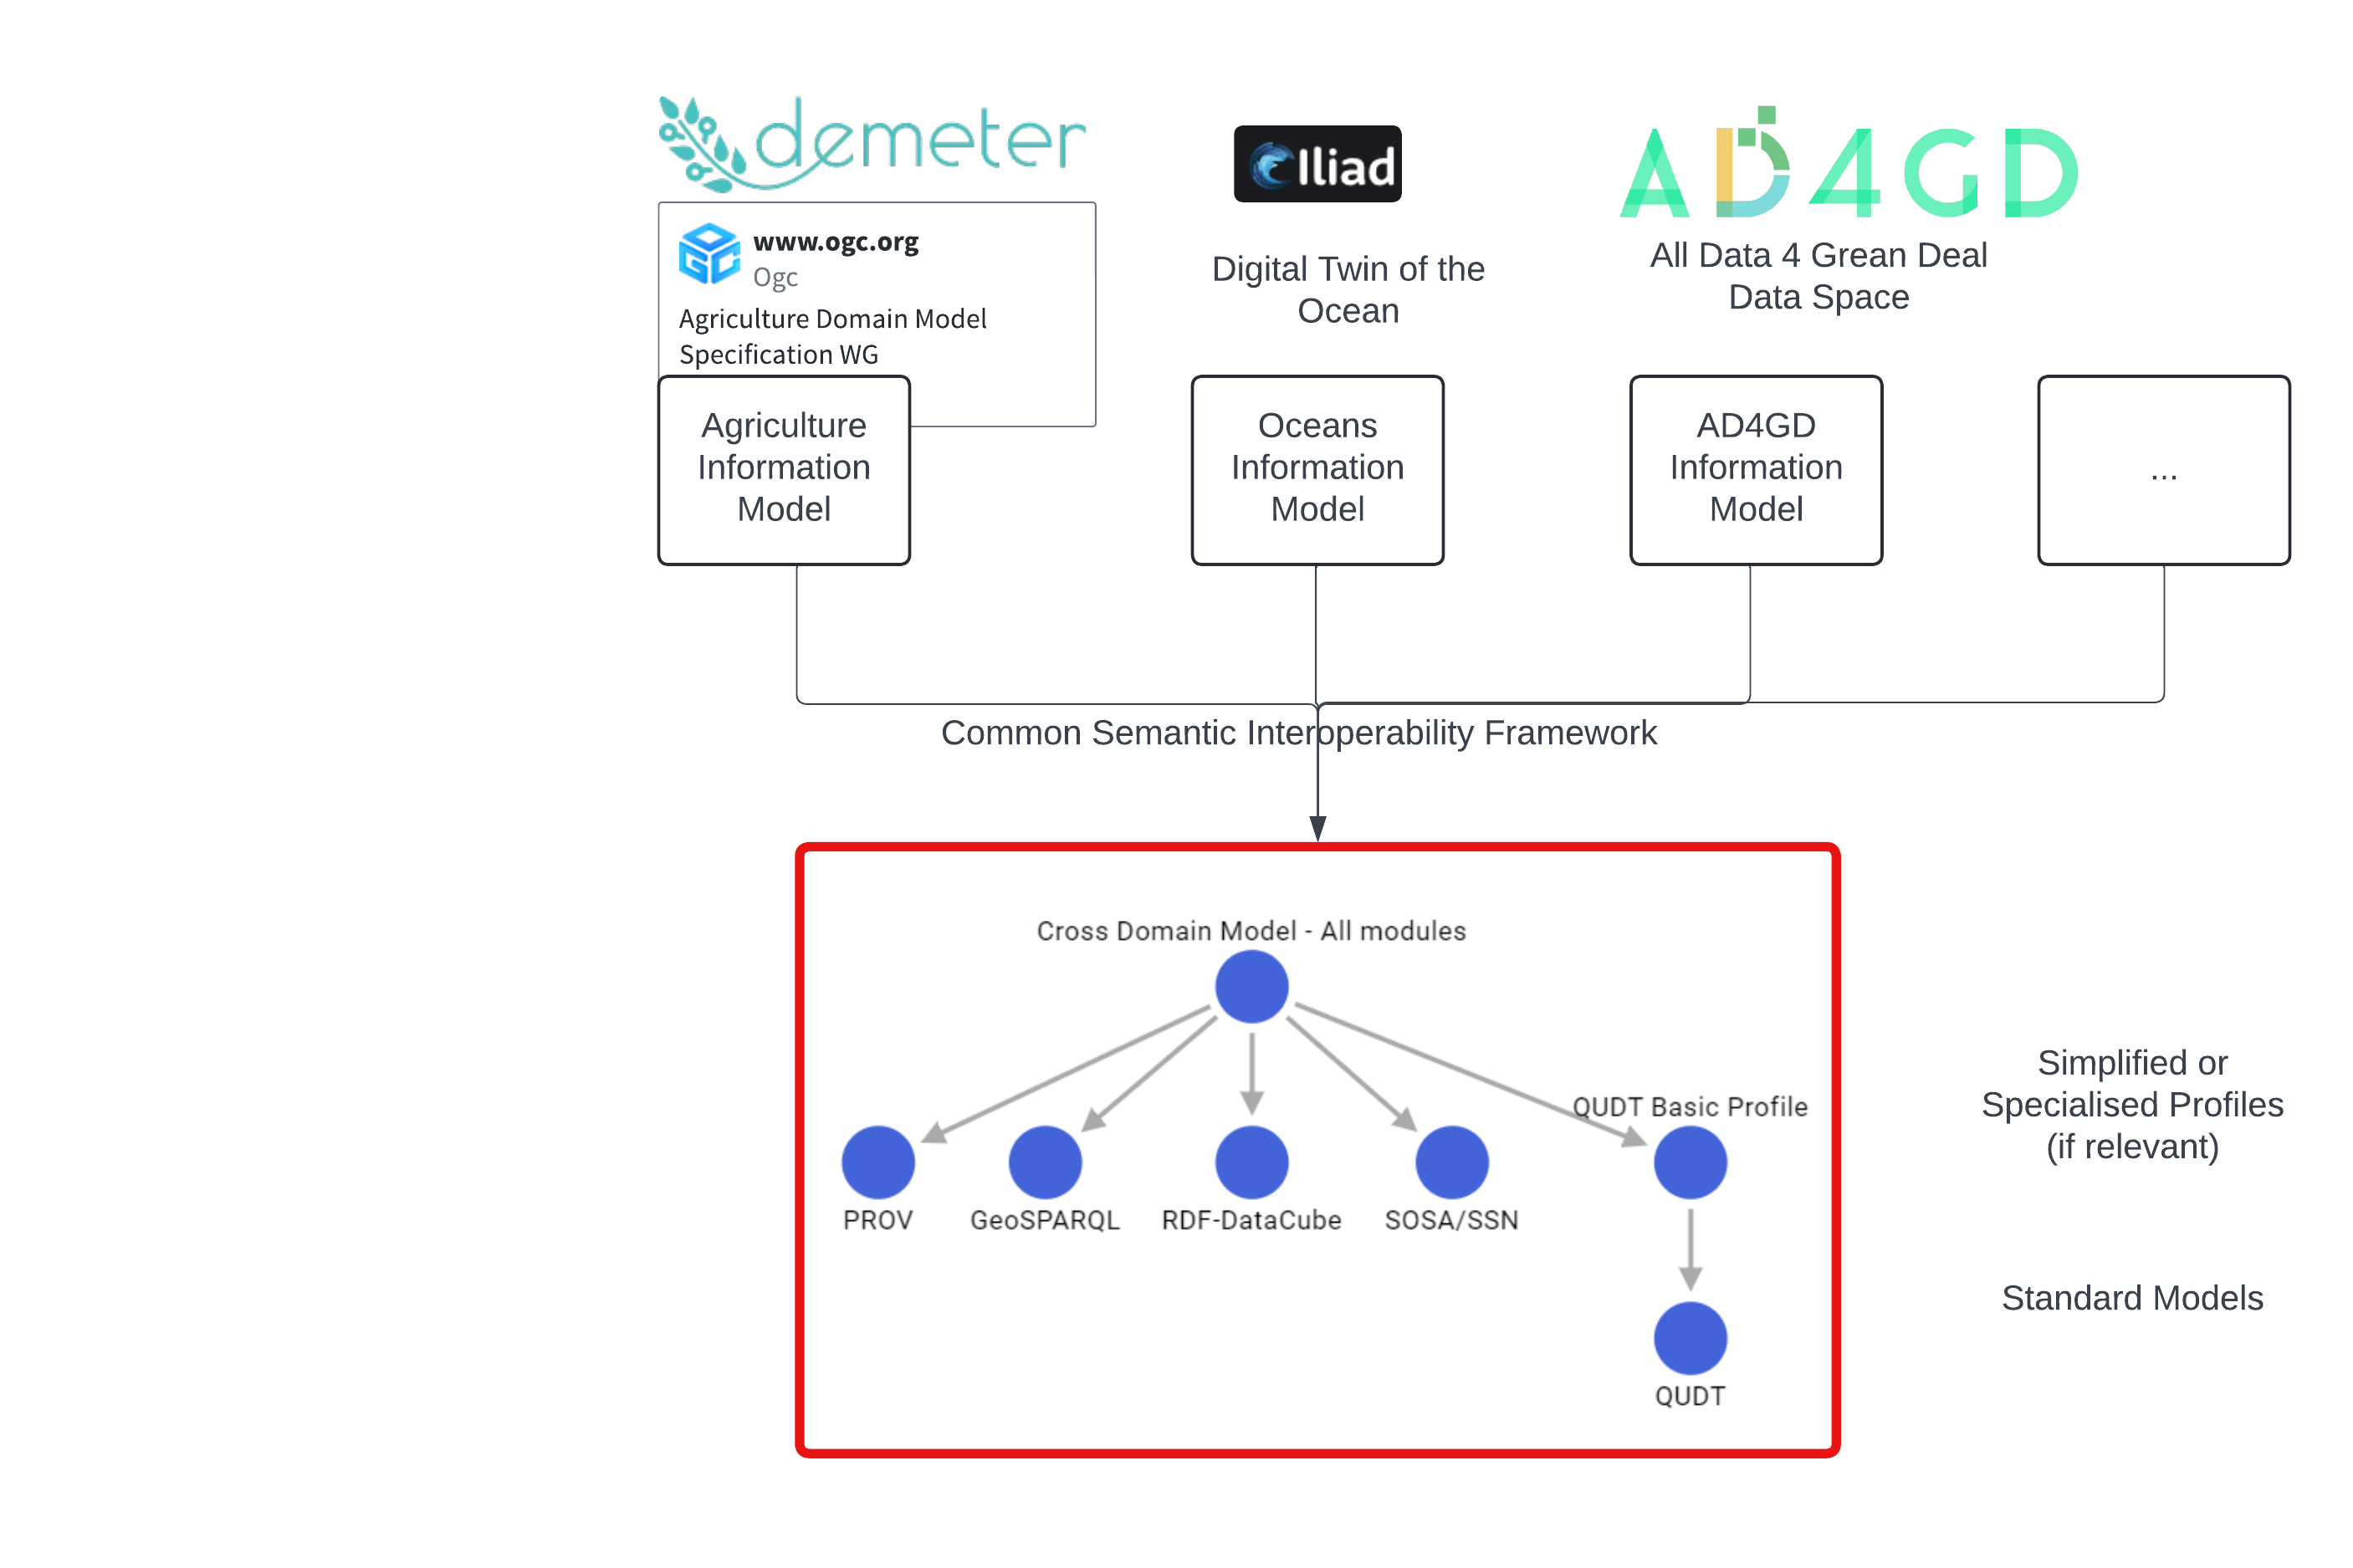 demeter
Iliad
AD4GD
www.ogc.org
Ogc
Agriculture Domain Model
Specification WG
Digital Twin of the
Ocean
All Data 4 Grean Deal
Data Space
Agriculture
Information
Model
Oceans
Information
Model
AD4GD
Information
Model
...
Common Semantic Interoperability Framework
Cross Domain Model - All modules
QUDT Basic Profile
PROV
GeoSPARQL
RDF-DataCube
SOSA/SSN
QUDT
Simplified or
Specialised Profiles
(if relevant)
Standard Models